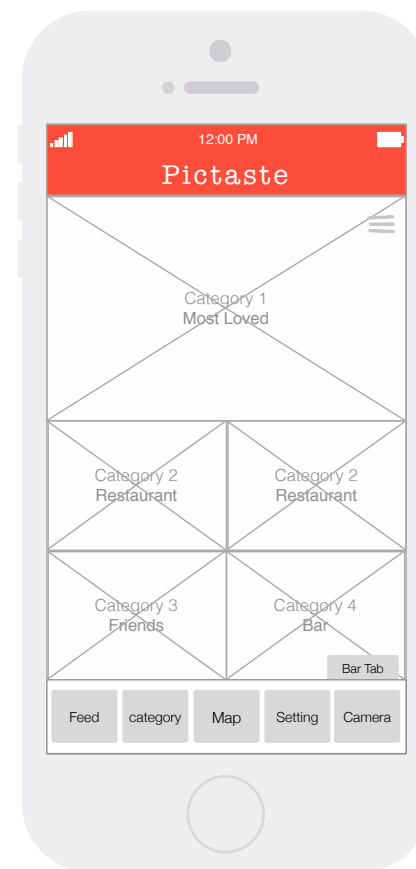 12:00 PM
Pictaste
Category 1
Most Loved
Category 2
Restaurant
Category 2
Restaurant
Category 3
Friends
Category 4
Bar
Bar Tab
Feed
category
Map
Setting
Camera